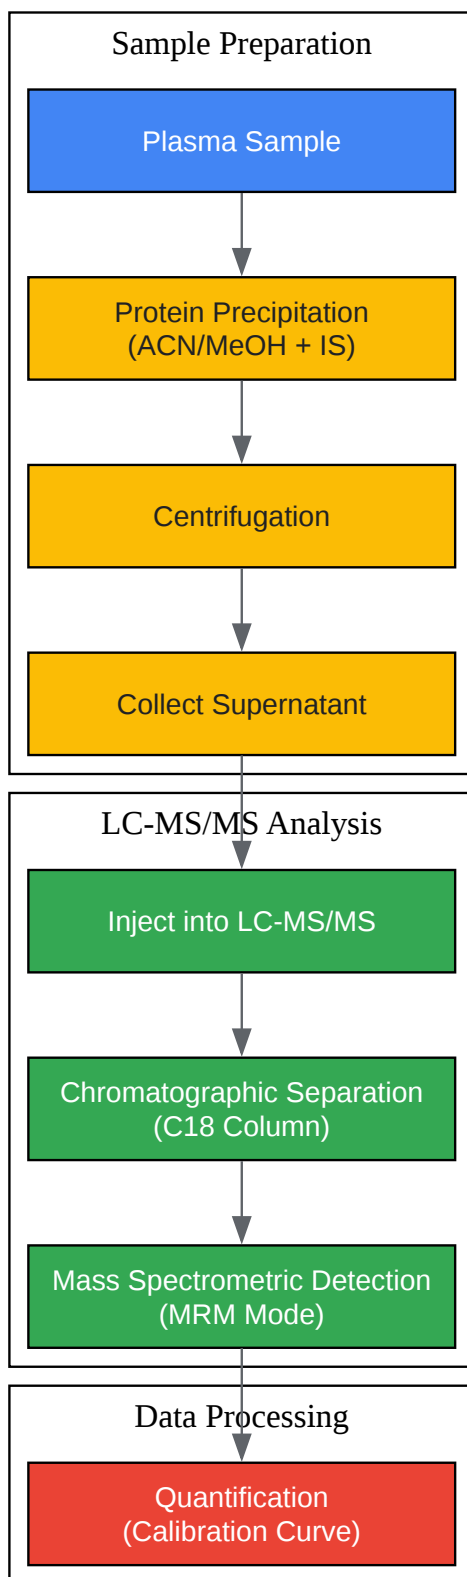 Sample Preparation
Plasma Sample
Protein Precipitation
(ACN/MeOH + IS)
Centrifugation
Collect Supernatant
LC-MS/MS Analysis
Inject into LC-MS/MS
Chromatographic Separation
(C18 Column)
Mass Spectrometric Detection
(MRM Mode)
Data Processing
Quantification
(Calibration Curve)